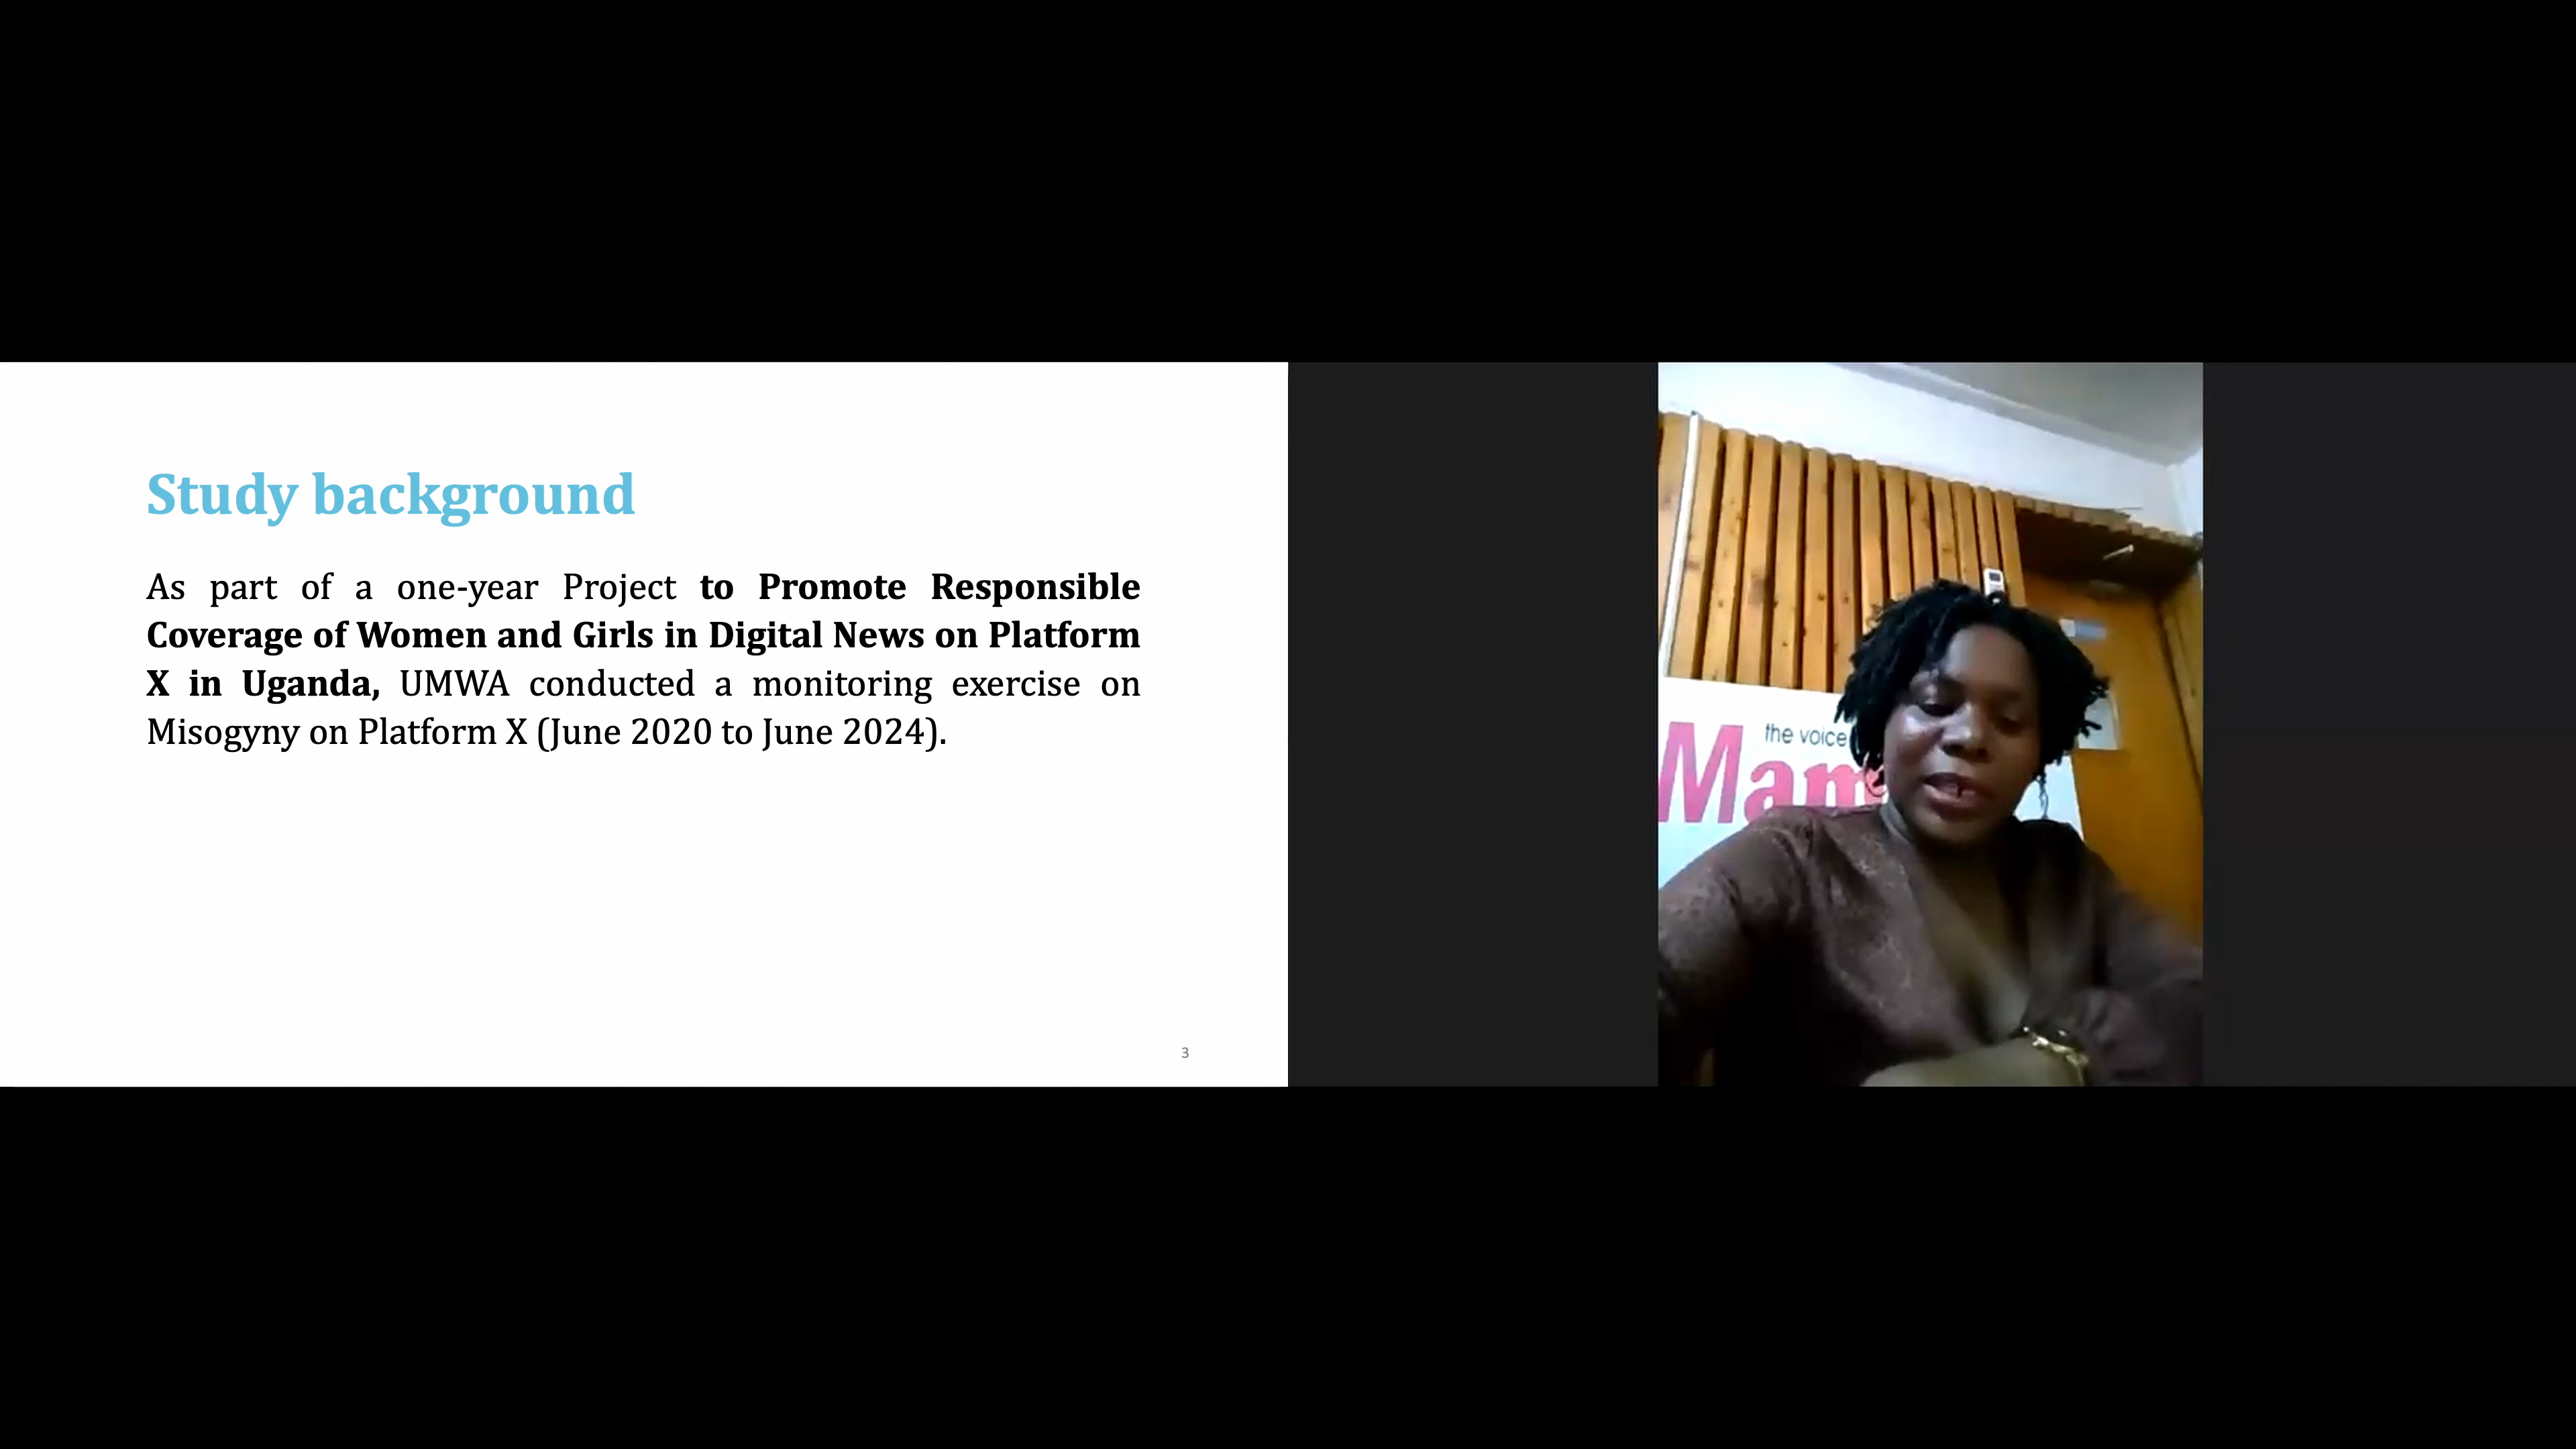 Study background
As part of a one-year Project to Promote Responsible
Coverage of Women and Girls in Digital News on Platform
X in Uganda, UMWA conducted a monitoring exercise on
Misogyny on Platform X (June 2020 to June 2024).
3
the voice
Mam